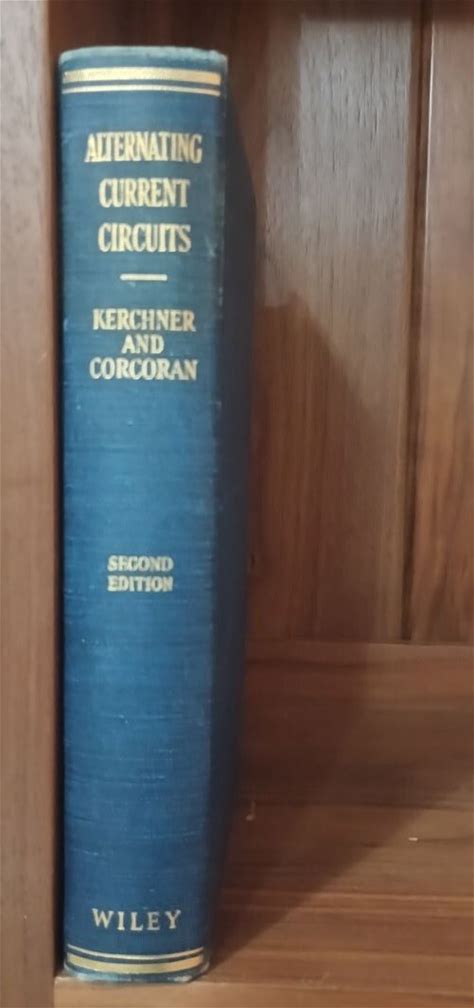 ALTERNATING
CURRENT
CIRCUITS
KERCHNER
AND
CORCORAN
SECOND
EDITION
WILEY